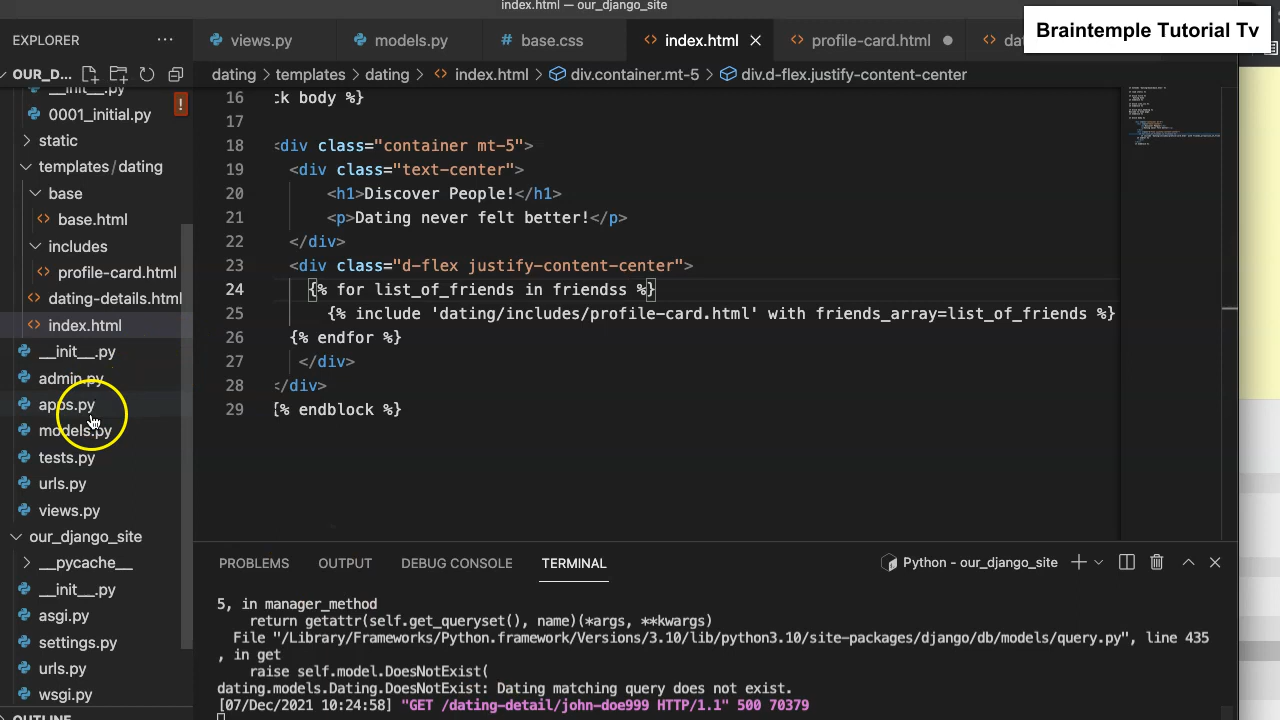 index.html — our_django_site
Braintemple Tutorial Tv
EXPLORER ...
views.py models.py # base.css <> index.html × <> profile-card.html ● <>
OUR_D...
dating > templates > dating > <> index.html > div.container.mt-5 > div.d-flex.justify-content-center
__init__.py
0001_initial.py !
static
templates/dating
base
<> base.html
includes
<> profile-card.html
<> dating-details.html
<> index.html
__init__.py
admin.py
apps.py
models.py
tests.py
urls.py
views.py
our_django_site
__pycache__
__init__.py
asgi.py
settings.py
urls.py
wsgi.py
OUTLINE
16 ck body %}
17
18 <div class="container mt-5">
19 <div class="text-center">
20 <h1>Discover People!</h1>
21 <p>Dating never felt better!</p>
22 </div>
23 <div class="d-flex justify-content-center">
24 {% for list_of_friends in friendss %}
25 {% include 'dating/includes/profile-card.html' with friends_array=list_of_friends %}
26 {% endfor %}
27 </div>
28 </div>
29 {% endblock %}
PROBLEMS OUTPUT DEBUG CONSOLE TERMINAL Python - our_django_site
5, in manager_method
return getattr(self.get_queryset(), name)(*args, **kwargs)
File "/Library/Frameworks/Python.framework/Versions/3.10/lib/python3.10/site-packages/django/db/models/query.py", line 435
, in get
raise self.model.DoesNotExist(
dating.models.Dating.DoesNotExist: Dating matching query does not exist.
[07/Dec/2021 10:24:58] "GET /dating-detail/john-doe999 HTTP/1.1" 500 70379